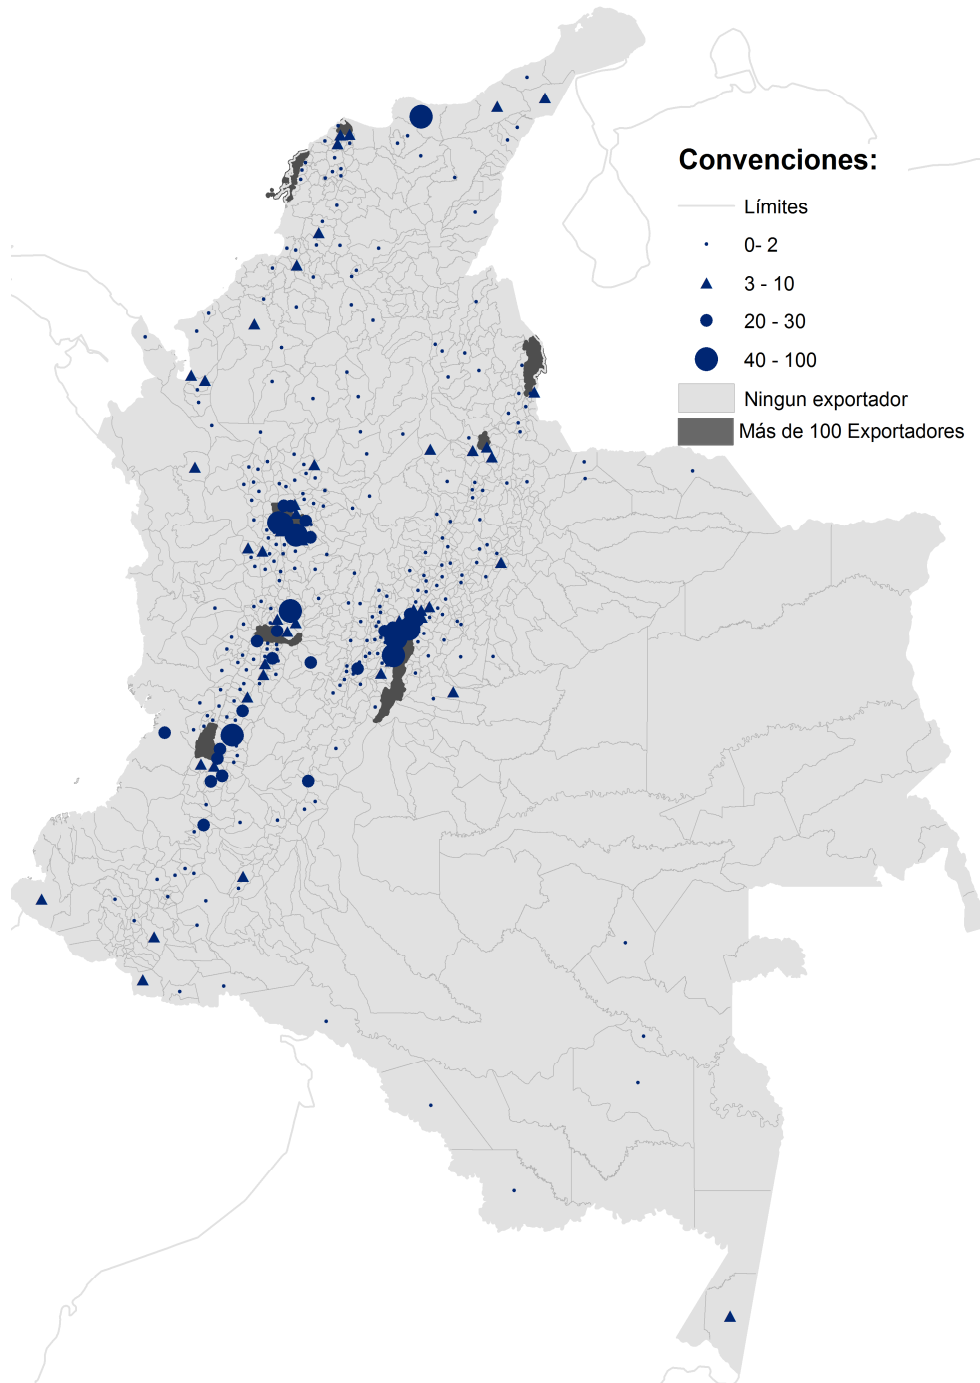 Convenciones:
Límites
0- 2
3 - 10
20 - 30
40 - 100
Ningun exportador
Más de 100 Exportadores